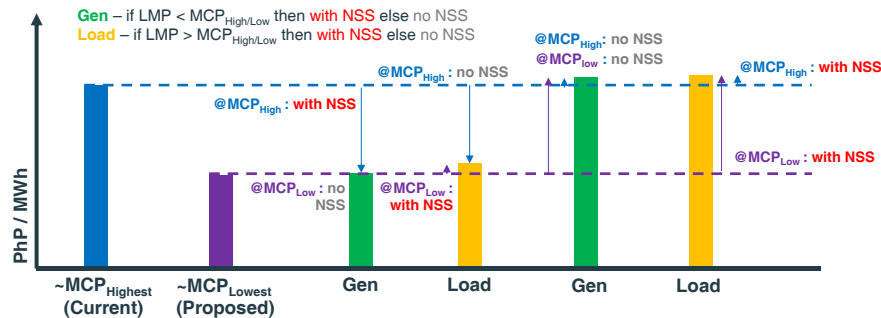 Gen – if LMP < MCPHigh/Low then with NSS else no NSS
Load – if LMP > MCPHigh/Low then with NSS else no NSS
@MCPHigh: no NSS
@MCPlow : no NSS
@MCPHigh : no NSS
@MCPHigh : with NSS
@MCPHigh : with NSS
@MCPLow : with NSS
@MCPLow : no
NSS
@MCPLow :
with NSS
PhP / MWh
~MCPHighest
(Current)
~MCPLowest
(Proposed)
Gen
Load
Gen
Load